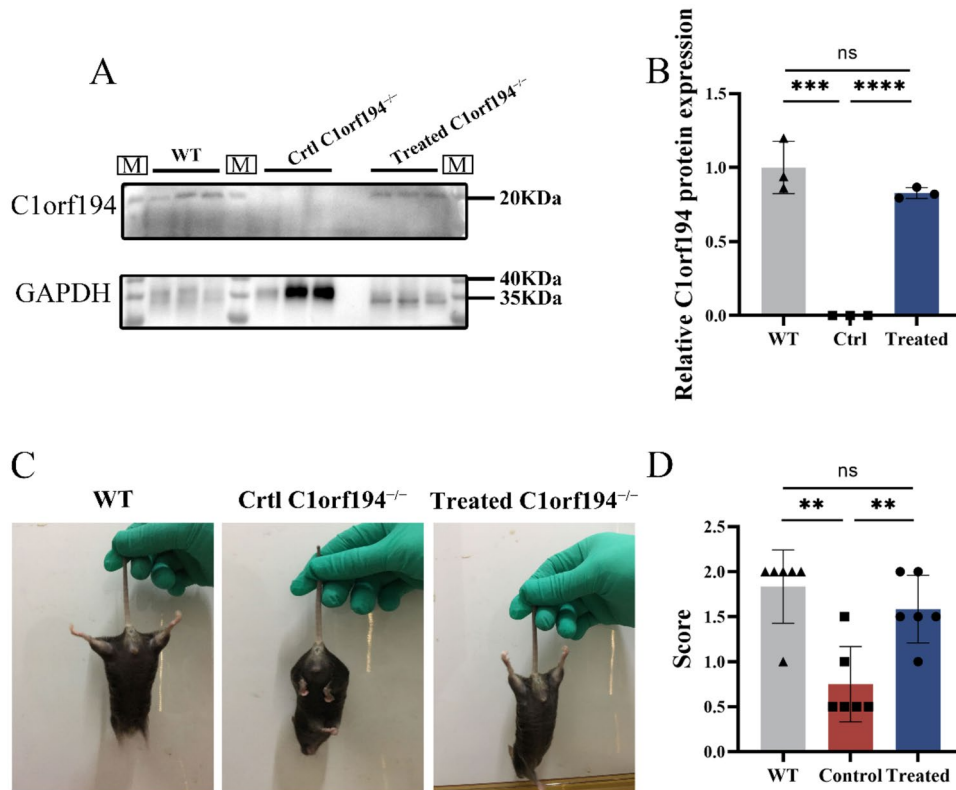 A
M
WT
M
Crtl C1orf194⁻/⁻
Treated C1orf194⁻/⁻
M
C1orf194
20KDa
GAPDH
40KDa
35KDa
B
ns
*** ****
Relative C1orf194 protein expression
1.5
1.0
0.5
0.0
WT Ctrl Treated
C
WT
Crtl C1orf194⁻/⁻
Treated C1orf194⁻/⁻
D
ns
** **
Score
2.5
2.0
1.5
1.0
0.5
0.0
WT Control Treated